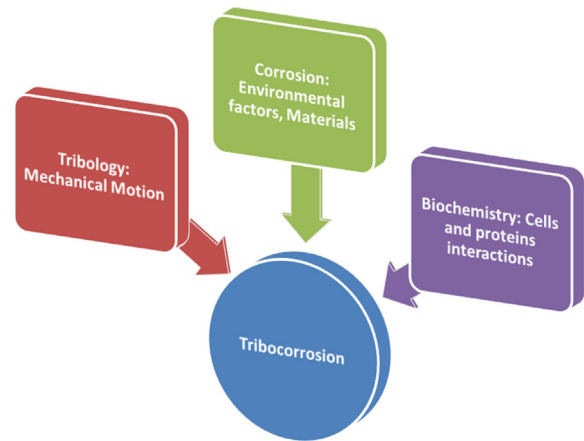 Corrosion:
Environmental
factors, Materials
Tribology:
Mechanical Motion
Biochemistry: Cells
and proteins
interactions
Tribocorrosion